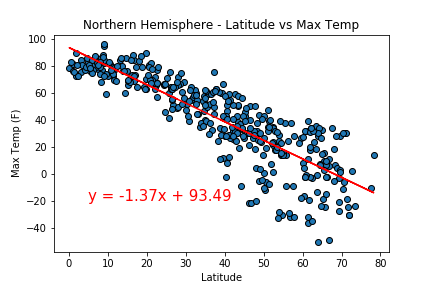 Northern Hemisphere - Latitude vs Max Temp
Max Temp (F)
100
80
60
40
20
0
−20
−40
y = -1.37x + 93.49
0 10 20 30 40 50 60 70 80
Latitude